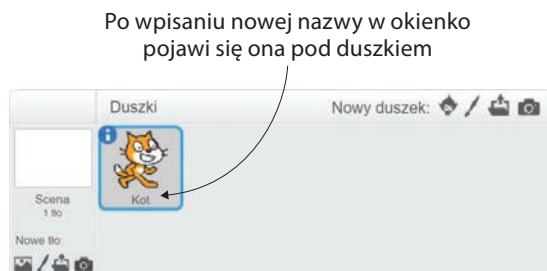 Po wpisaniu nowej nazwy w okienko
pojawi się ona pod duszkiem
Duszki
Nowy duszek:
Kot
Scena
1 tło
Nowe tło: